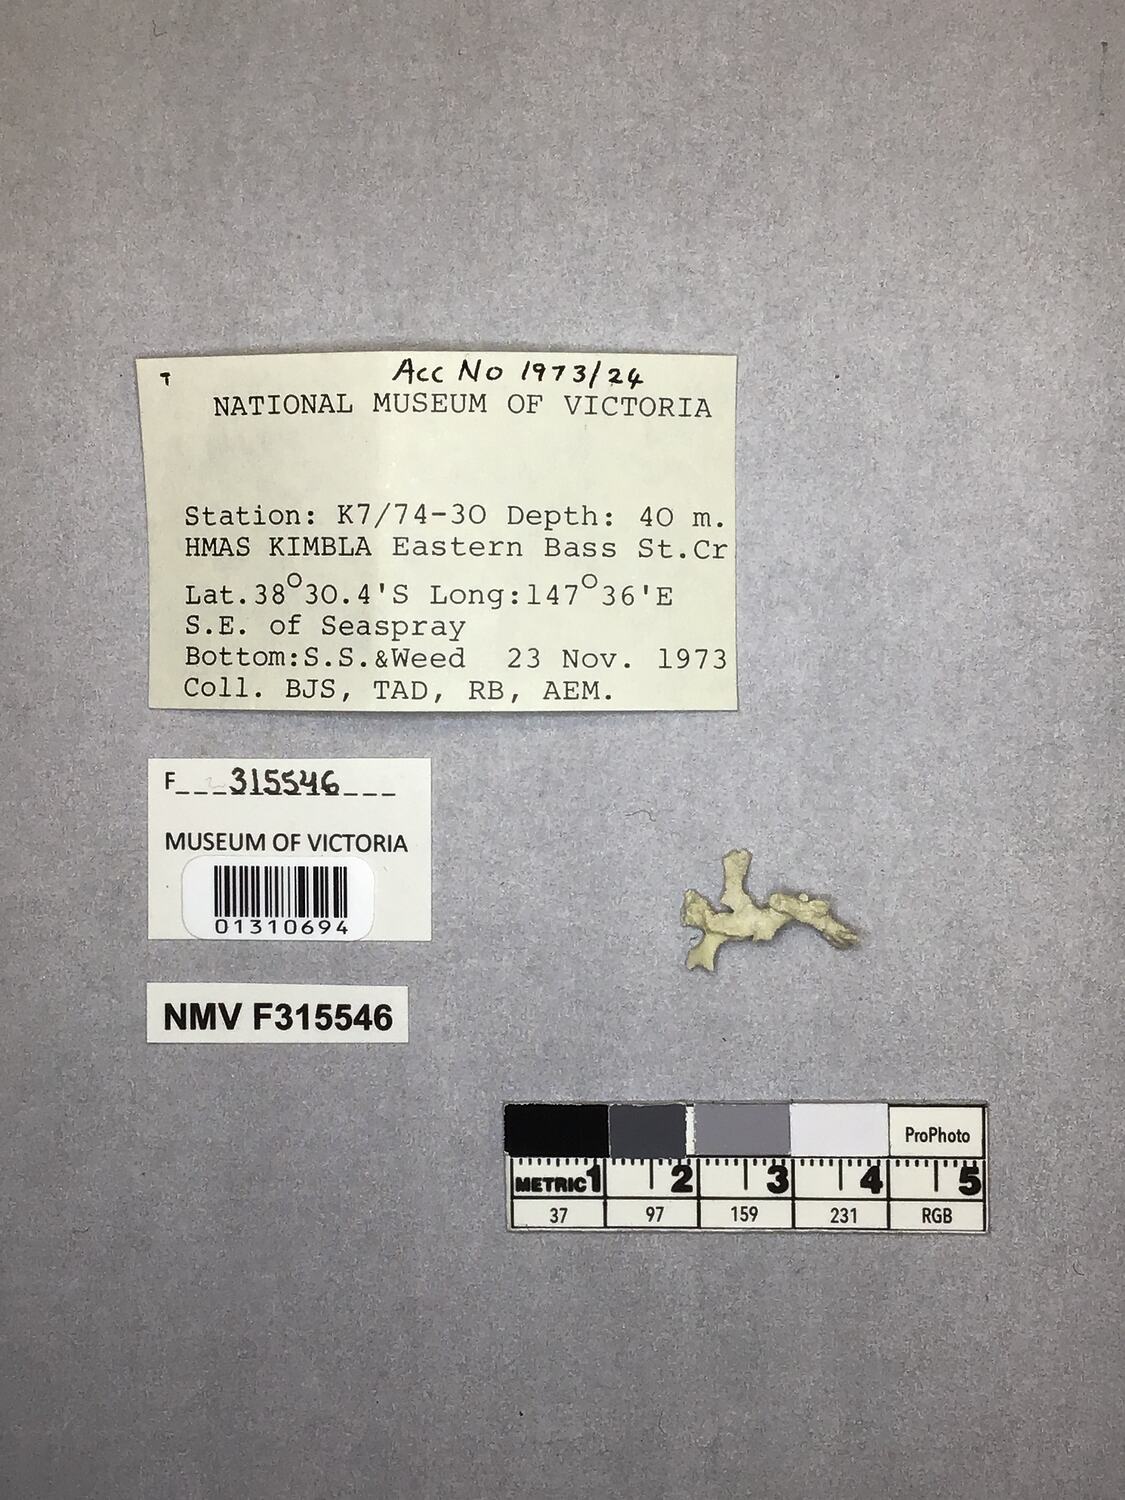 T
Acc No 1973/24
NATIONAL MUSEUM OF VICTORIA
Station: K7/74-30 Depth: 40 m.
HMAS KIMBLA Eastern Bass St.Cr
Lat.38°30.4'S Long:147°36'E
S.E. of Seaspray
Bottom:S.S.&Weed 23 Nov. 1973
Coll. BJS, TAD, RB, AEM.
F___315546___
MUSEUM OF VICTORIA
01310694
NMV F315546
ProPhoto
METRIC 1 2 3 4 5
37 97 159 231 RGB